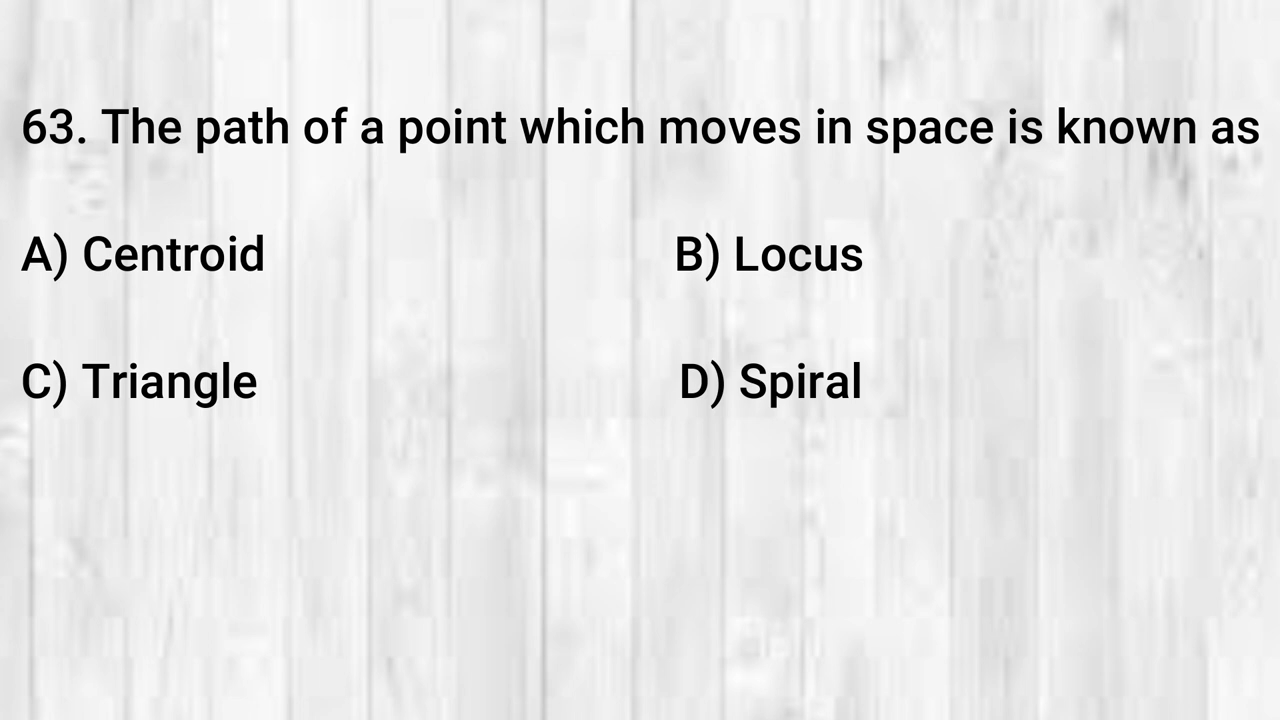 63. The path of a point which moves in space is known as
A) Centroid B) Locus
C) Triangle D) Spiral